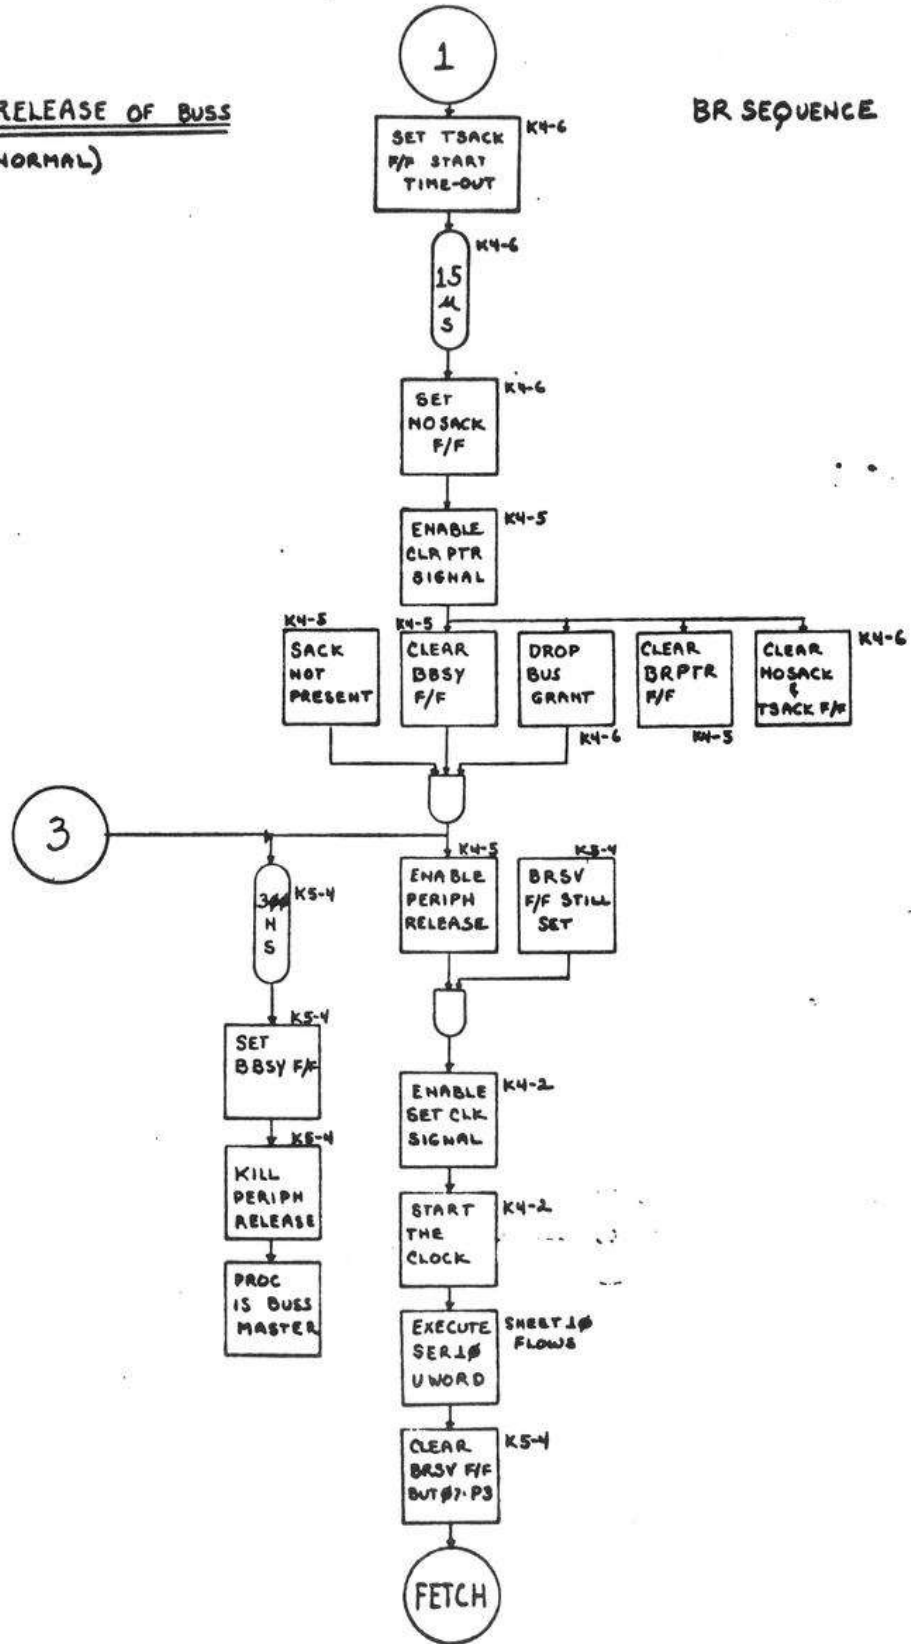 1
RELEASE OF BUSS
BR SEQUENCE
NORMAL)
K4-6
SET TSACK
F/F START
TIME-OUT
K4-6
15
μ
S
K4-6
SET
NOSACK
F/F
K4-5
ENABLE
CLR PTR
SIGNAL
K4-5
SACK
NOT
PRESENT
K4-5
CLEAR
BBSY
F/F
DROP
BUS
GRANT
K4-6
CLEAR
BRPTR
F/F
K4-5
CLEAR
NOSACK
&
TSACK F/F
K4-6
3
K4-5
ENABLE
PERIPH
RELEASE
K5-4
BRSV
F/F STILL
SET
3ØØ
N
S
K5-4
K5-4
SET
BBSY F/F
K5-4
KILL
PERIPH
RELEASE
PROC
IS BUSS
MASTER
ENABLE
SET CLK
SIGNAL
K4-2
START
THE
CLOCK
K4-2
EXECUTE
SER1Ø
U WORD
SHEET 1Ø
FLOWS
CLEAR
BRSV F/F
BUT Ø7·P3
K5-4
FETCH